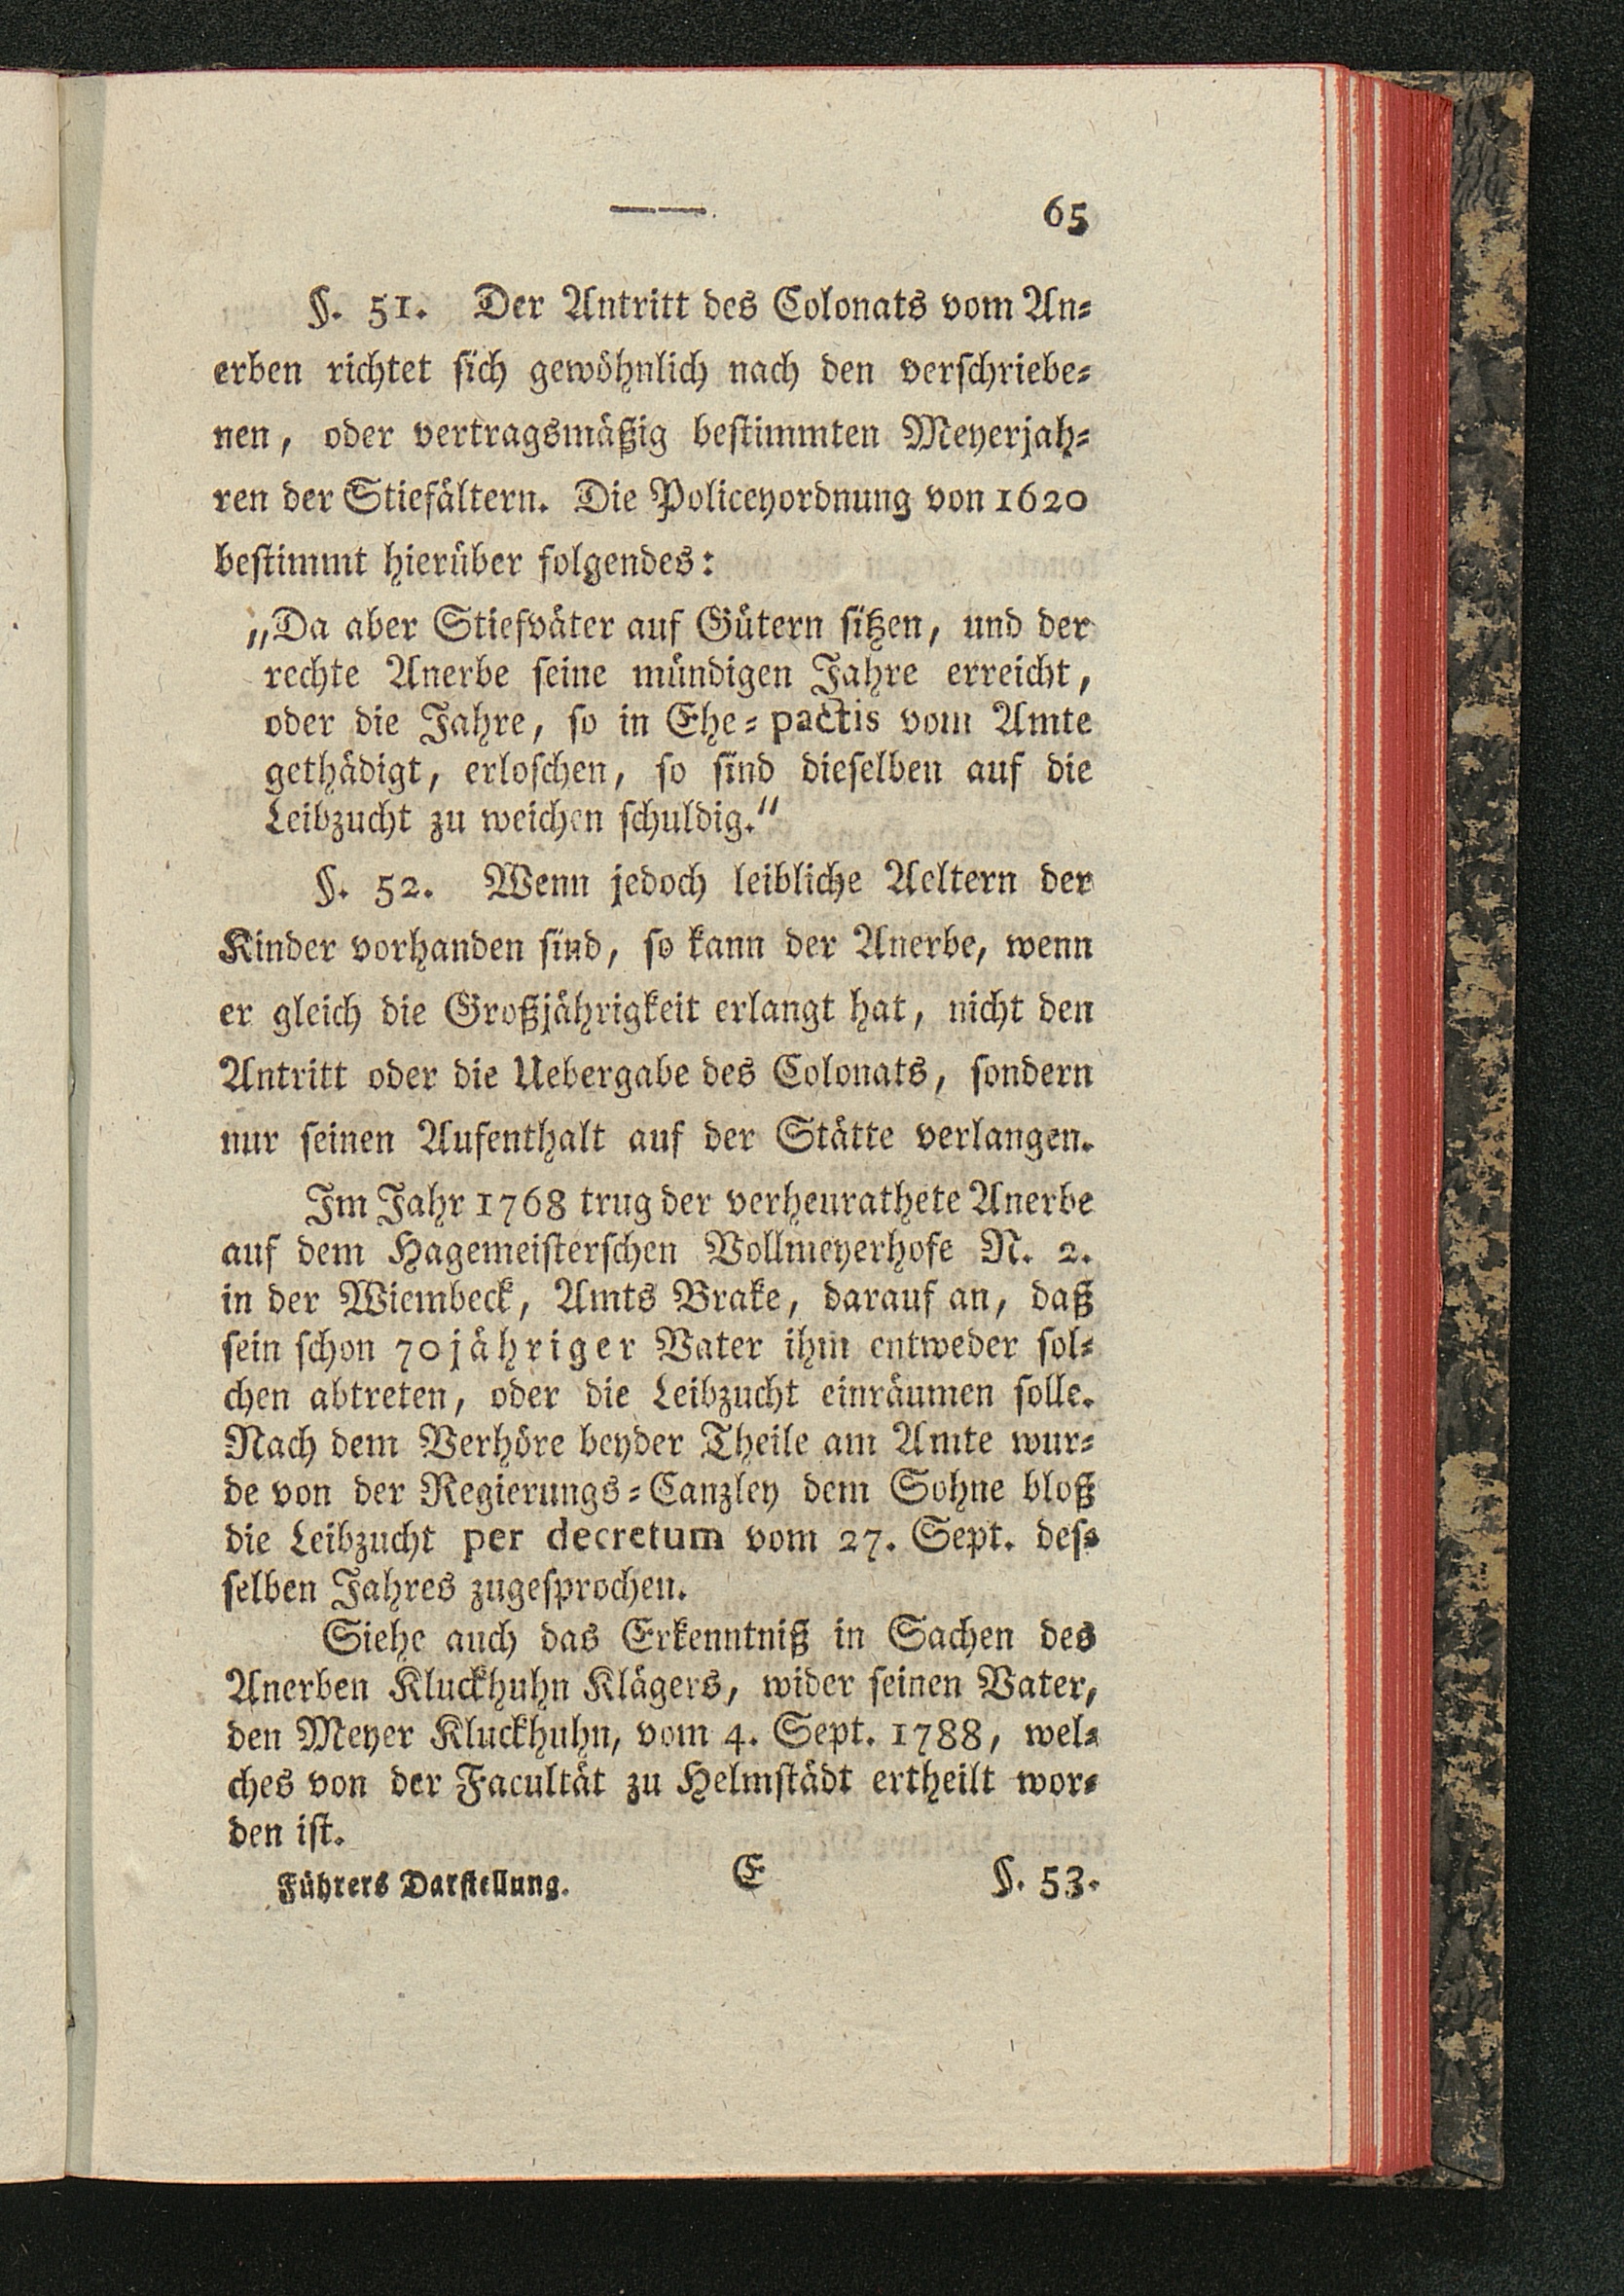 —— 65
§. 51. Der Antritt des Colonats vom An⸗
erben richtet sich gewöhnlich nach den verschriebe⸗
nen, oder vertragsmäßig bestimmten Meyerjah⸗
ren der Stiefältern. Die Policeyordnung von 1620
bestimmt hierüber folgendes:
„Da aber Stiefväter auf Gütern sitzen, und der
rechte Anerbe seine mündigen Jahre erreicht,
oder die Jahre, so in Ehe⸗pactis vom Amte
gethädigt, erloschen, so sind dieselben auf die
Leibzucht zu weichen schuldig.“
§. 52. Wenn jedoch leibliche Aeltern der
Kinder vorhanden sind, so kann der Anerbe, wenn
er gleich die Großjährigkeit erlangt hat, nicht den
Antritt oder die Uebergabe des Colonats, sondern
nur seinen Aufenthalt auf der Stätte verlangen.
Im Jahr 1768 trug der verheurathete Anerbe
auf dem Hagemeisterschen Vollmeyerhofe N. 2.
in der Wiembeck, Amts Brake, darauf an, daß
sein schon 70jähriger Vater ihm entweder sol⸗
chen abtreten, oder die Leibzucht einräumen solle.
Nach dem Verhöre beyder Theile am Amte wur⸗
de von der Regierungs⸗Canzley dem Sohne bloß
die Leibzucht per decretum vom 27. Sept. des⸗
selben Jahres zugesprochen.
Siehe auch das Erkenntniß in Sachen des
Anerben Kluckhuhn Klägers, wider seinen Vater,
den Meyer Kluckhuhn, vom 4. Sept. 1788, wel⸗
ches von der Facultät zu Helmstädt ertheilt wor⸗
den ist.
Führers Darstellung. E §. 53.